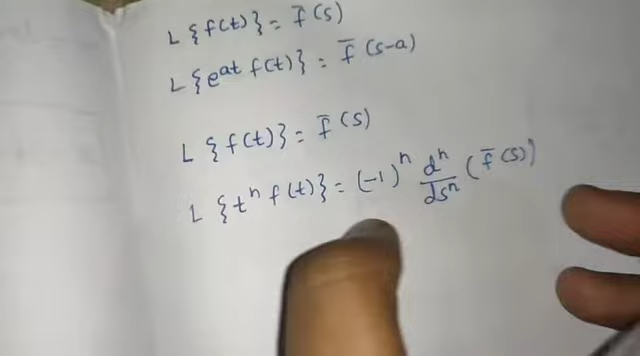 L {f(t)} = f̄(s)
L {e^{at} f(t)} = f̄(s-a)
L {f(t)} = f̄(s)
L {t^n f(t)} = (-1)^n d^n/ds^n (f̄(s))